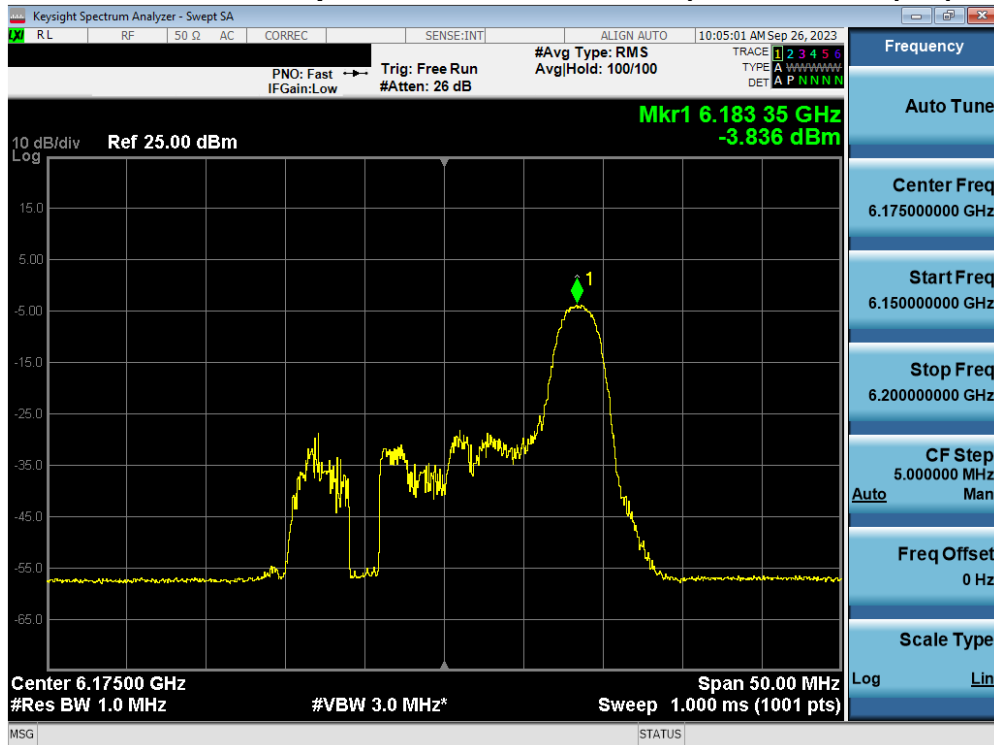 Keysight Spectrum Analyzer - Swept SA
LXI RL RF 50 Ω AC CORREC SENSE:INT ALIGN AUTO 10:05:01 AM Sep 26, 2023
PNO: Fast
IFGain:Low
Trig: Free Run
#Atten: 26 dB
#Avg Type: RMS
Avg|Hold: 100/100
TRACE 1 2 3 4 5 6
TYPE A WWWWW
DET A P N N N N
Mkr1 6.183 35 GHz
-3.836 dBm
10 dB/div Ref 25.00 dBm
Log
15.0
5.00
-5.00
-15.0
-25.0
-35.0
-45.0
-55.0
-65.0
1
Center 6.17500 GHz
#Res BW 1.0 MHz
#VBW 3.0 MHz*
Span 50.00 MHz
Sweep 1.000 ms (1001 pts)
MSG
STATUS
Frequency
Auto Tune
Center Freq
6.175000000 GHz
Start Freq
6.150000000 GHz
Stop Freq
6.200000000 GHz
CF Step
5.000000 MHz
Auto Man
Freq Offset
0 Hz
Scale Type
Log Lin